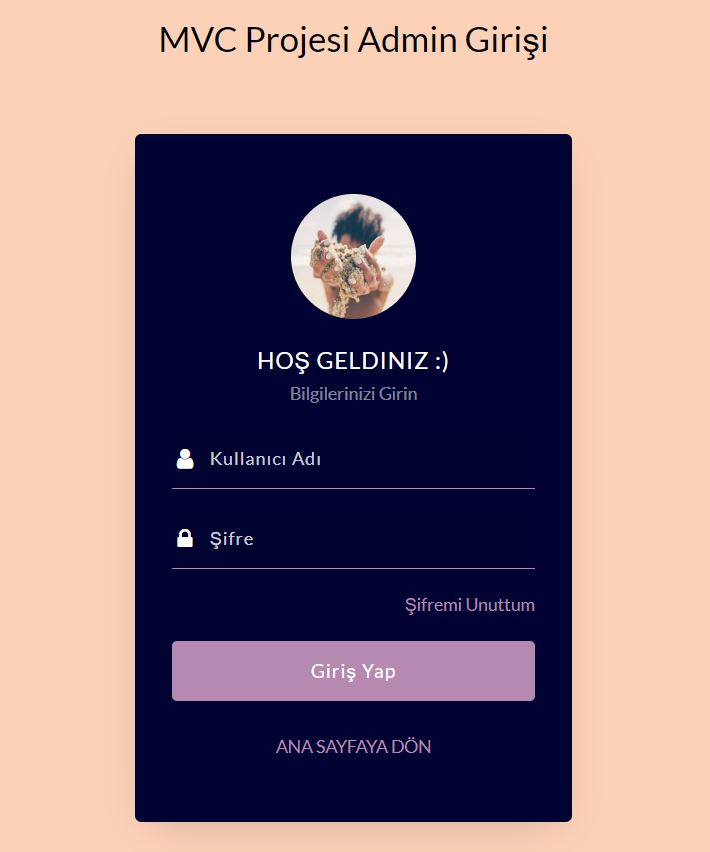 MVC Projesi Admin Girişi
HOŞ GELDINIZ :)
Bilgilerinizi Girin
Kullanıcı Adı
Şifre
Şifremi Unuttum
Giriş Yap
ANA SAYFAYA DÖN